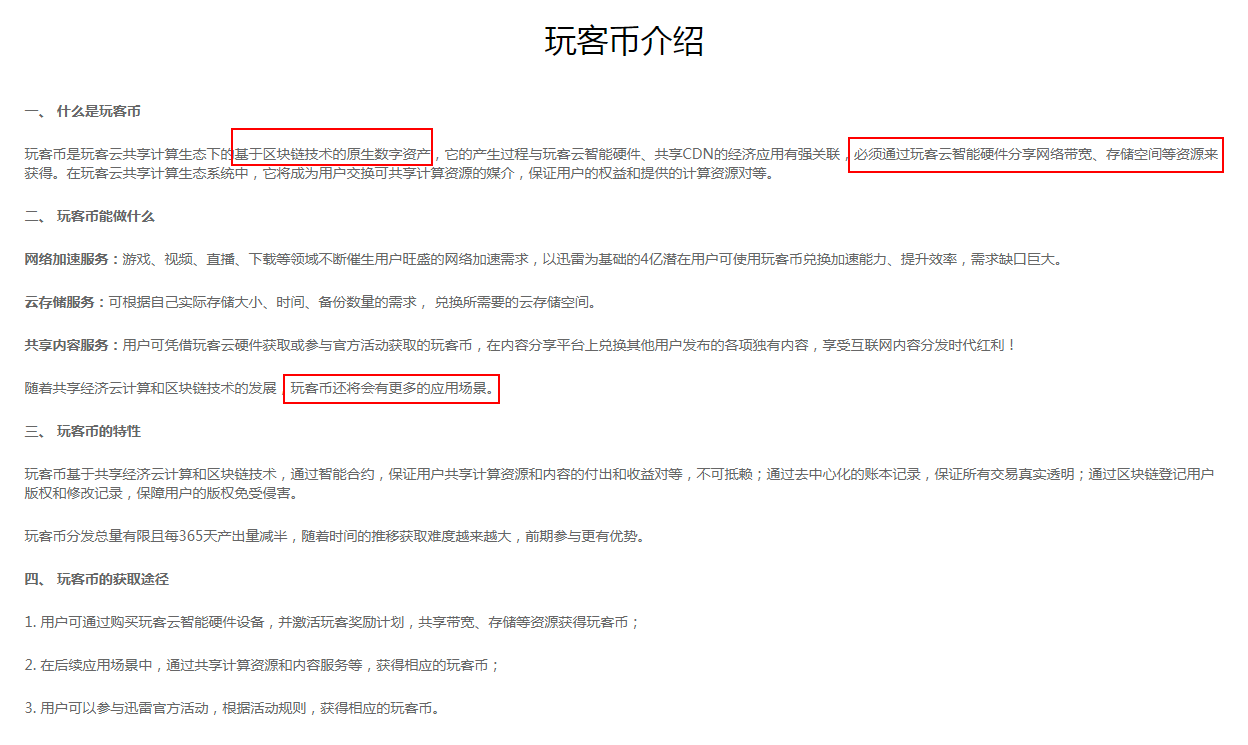 玩客币介绍
一、 什么是玩客币
玩客币是玩客云共享计算生态下的基于区块链技术的原生数字资产，它的产生过程与玩客云智能硬件、共享CDN的经济应用有强关联，必须通过玩客云智能硬件分享网络带宽、存储空间等资源来
获得。在玩客云共享计算生态系统中，它将成为用户交换可共享计算资源的媒介，保证用户的权益和提供的计算资源对等。
二、 玩客币能做什么
网络加速服务：游戏、视频、直播、下载等领域不断催生用户旺盛的网络加速需求，以迅雷为基础的4亿潜在用户可使用玩客币兑换加速能力、提升效率，需求缺口巨大。
云存储服务：可根据自己实际存储大小、时间、备份数量的需求， 兑换所需要的云存储空间。
共享内容服务：用户可凭借玩客云硬件获取或参与官方活动获取的玩客币，在内容分享平台上兑换其他用户发布的各项独有内容，享受互联网内容分发时代红利！
随着共享经济云计算和区块链技术的发展，玩客币还将会有更多的应用场景。
三、 玩客币的特性
玩客币基于共享经济云计算和区块链技术，通过智能合约，保证用户共享计算资源和内容的付出和收益对等，不可抵赖；通过去中心化的账本记录，保证所有交易真实透明；通过区块链登记用户
版权和修改记录，保障用户的版权免受侵害。
玩客币分发总量有限且每365天产出量减半，随着时间的推移获取难度越来越大，前期参与更有优势。
四、 玩客币的获取途径
1. 用户可通过购买玩客云智能硬件设备，并激活玩客奖励计划，共享带宽、存储等资源获得玩客币；
2. 在后续应用场景中，通过共享计算资源和内容服务等，获得相应的玩客币；
3. 用户可以参与迅雷官方活动，根据活动规则，获得相应的玩客币。